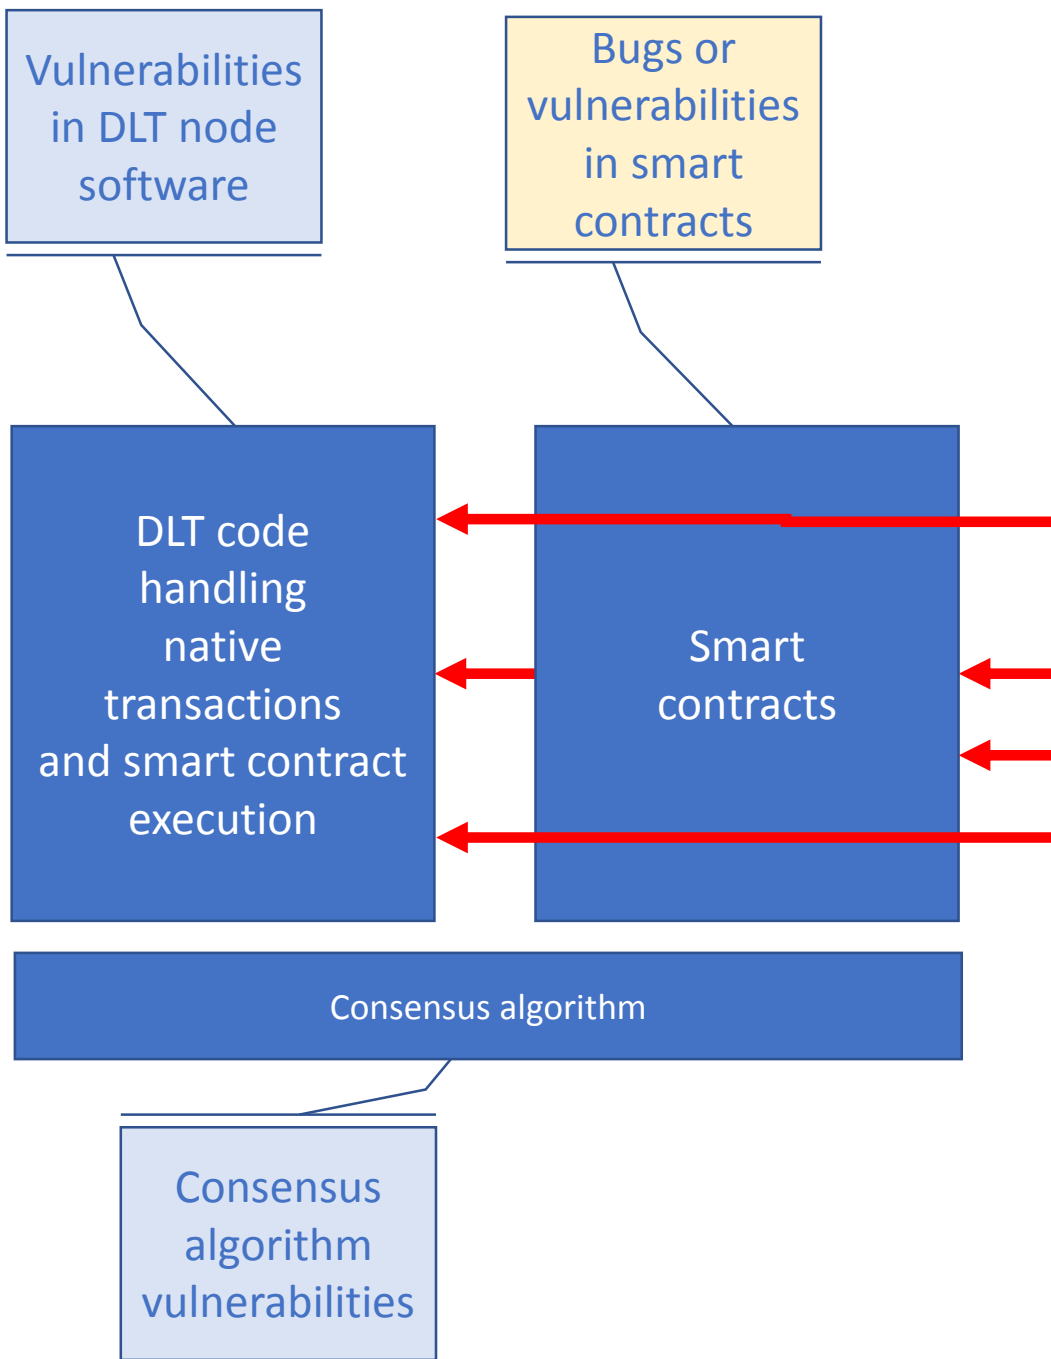 Vulnerabilities
in DLT node
software
Bugs or
vulnerabilities
in smart
contracts
DLT code
handling
native
transactions
and smart contract
execution
Smart
contracts
Consensus algorithm
Consensus
algorithm
vulnerabilities